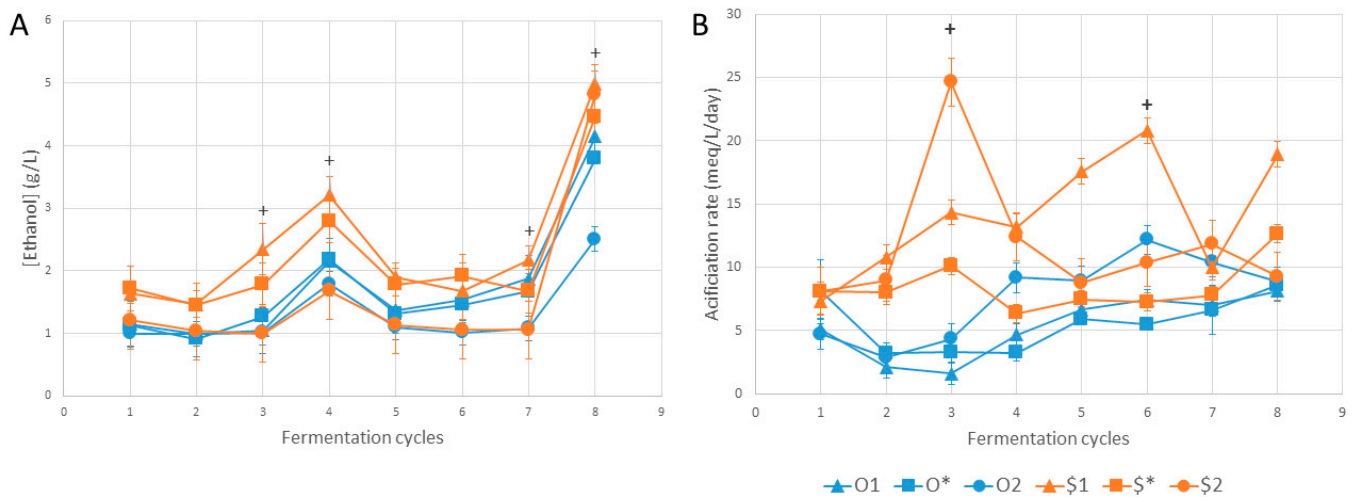 A
[Ethanol] (g/L)
6
5
4
3
2
1
0
0 1 2 3 4 5 6 7 8 9
Fermentation cycles
+ + + +
B
Acificiation rate (meq/L/day)
30
25
20
15
10
5
0
0 1 2 3 4 5 6 7 8 9
Fermentation cycles
+ +
O1 O* O2 $1 $* $2